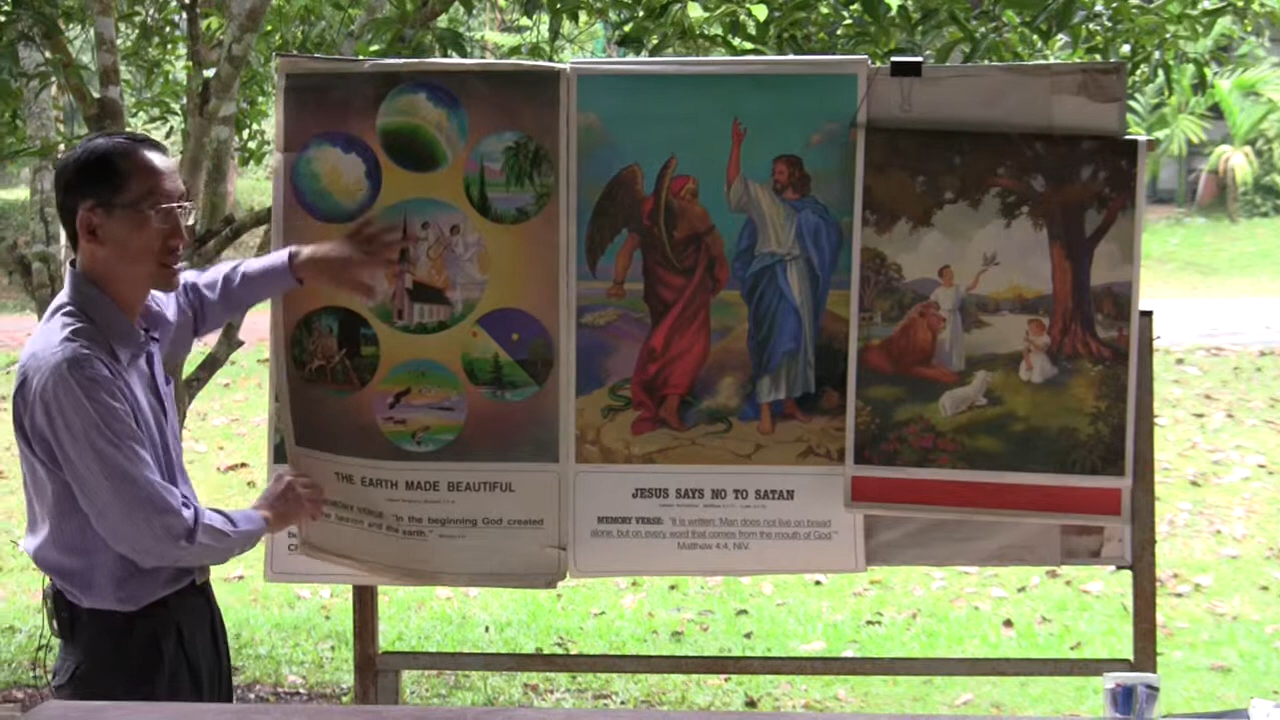 THE EARTH MADE BEAUTIFUL
MEMORY VERSE: "In the beginning God created
the heaven and the earth."
JESUS SAYS NO TO SATAN
MEMORY VERSE: "It is written, 'Man does not live on bread
alone, but on every word that comes from the mouth of God.'"
Matthew 4:4, NIV.